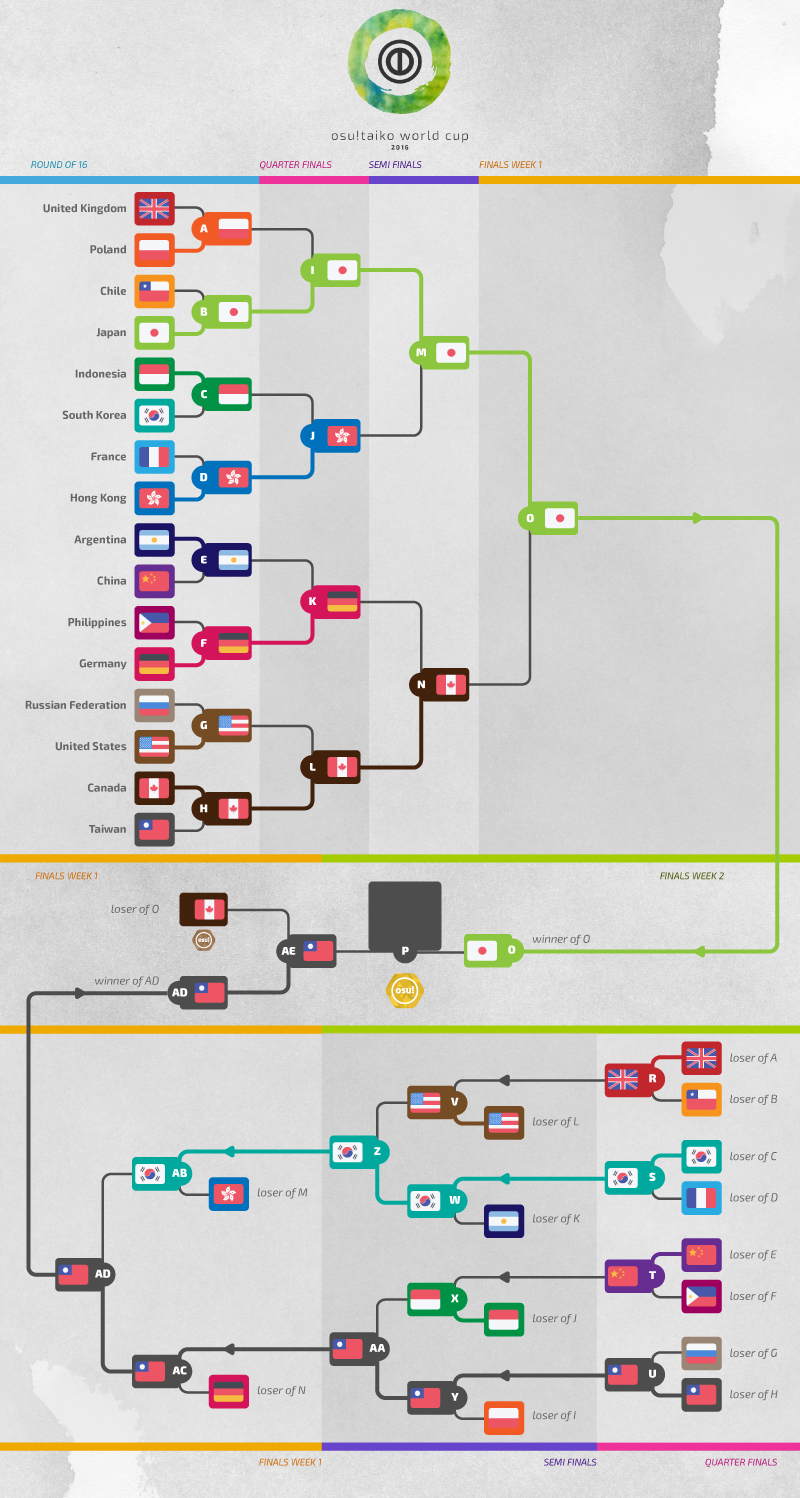 osu!taiko world cup
2016
ROUND OF 16
QUARTER FINALS
SEMI FINALS
FINALS WEEK 1
United Kingdom
A
Poland
I
Chile
B
Japan
M
Indonesia
C
South Korea
J
France
D
Hong Kong
O
Argentina
E
China
K
Philippines
F
Germany
N
Russian Federation
G
United States
L
Canada
H
Taiwan
FINALS WEEK 1
FINALS WEEK 2
loser of O
osu!
AE
P
O
winner of O
winner of AD
AD
osu!
R
loser of A
loser of B
V
loser of L
Z
AB
loser of M
W
loser of K
S
loser of C
loser of D
AD
T
loser of E
loser of F
X
loser of J
AA
AC
loser of N
Y
loser of I
U
loser of G
loser of H
FINALS WEEK 1
SEMI FINALS
QUARTER FINALS